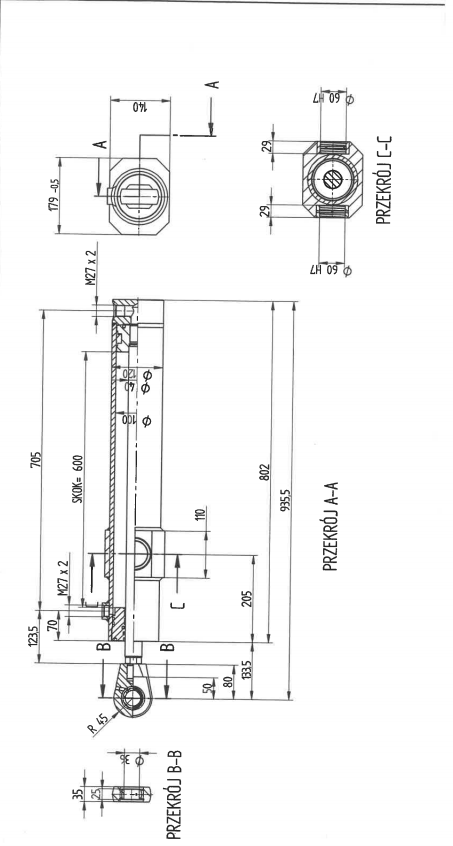 A
A
179 -0,5
140
M27 x 2
29
29
Ø 60 H7
Ø 60 H7
PRZEKRÓJ C-C
705
SKOK= 600
M27 x 2
123,5
70
Ø 100
Ø 120
110
C
B
B
R 45
50
80
133,5
205
802
935,5
PRZEKRÓJ A-A
35
25
Ø 36
PRZEKRÓJ B-B